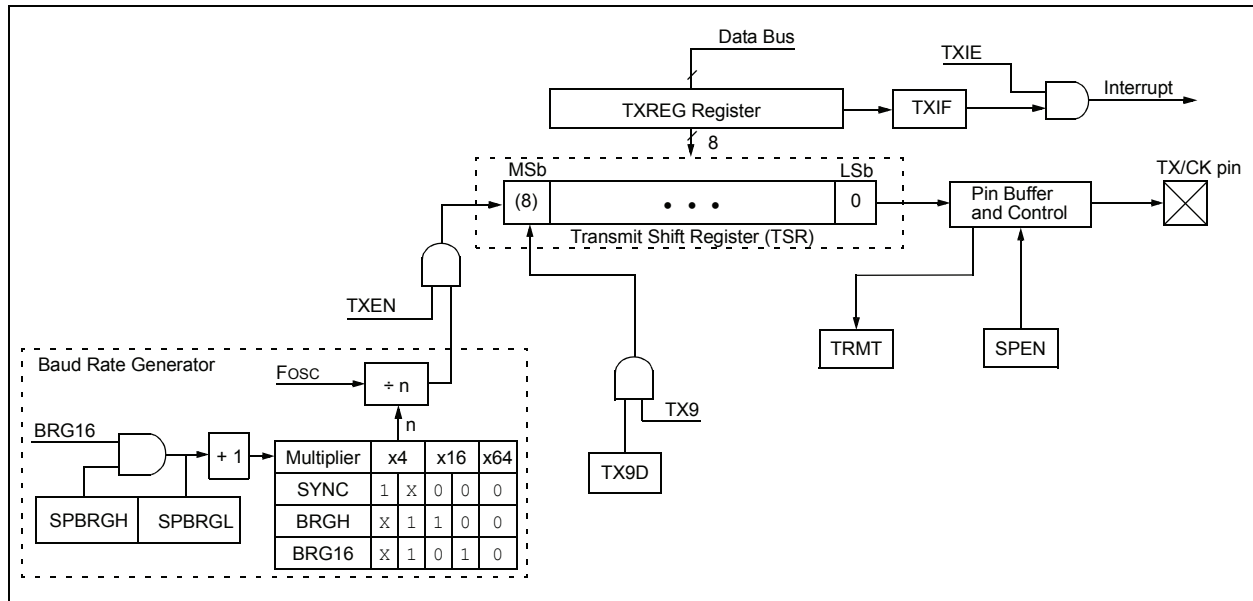 Data Bus
TXIE
Interrupt
TXREG Register
TXIF
8
MSb
LSb
TX/CK pin
(8)
• • •
0
Pin Buffer
and Control
Transmit Shift Register (TSR)
TXEN
TRMT
SPEN
Baud Rate Generator
FOSC
÷ n
n
TX9
BRG16
+ 1
Multiplier x4 x16 x64
SYNC 1 X 0 0 0
BRGH X 1 1 0 0
BRG16 X 1 0 1 0
TX9D
SPBRGH SPBRGL